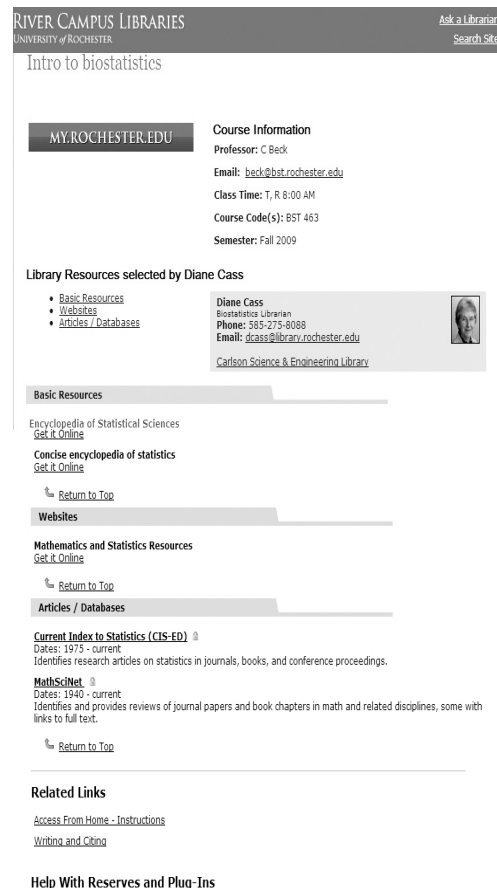 RIVER CAMPUS LIBRARIES
UNIVERSITY of ROCHESTER
Ask a Librarian
Search Site
Intro to biostatistics
MY.ROCHESTER.EDU
Course Information
Professor: C Beck
Email: beck@bst.rochester.edu
Class Time: T, R 8:00 AM
Course Code(s): BST 463
Semester: Fall 2009
Library Resources selected by Diane Cass
Basic Resources
Websites
Articles / Databases
Diane Cass
Biostatistics Librarian
Phone: 585-275-8088
Email: dcass@library.rochester.edu
Carlson Science & Engineering Library
Basic Resources
Encyclopedia of Statistical Sciences
Get it Online
Concise encyclopedia of statistics
Get it Online
Return to Top
Websites
Mathematics and Statistics Resources
Get it Online
Return to Top
Articles / Databases
Current Index to Statistics (CIS-ED)
Dates: 1975 - current
Identifies research articles on statistics in journals, books, and conference proceedings.
MathSciNet
Dates: 1940 - current
Identifies and provides reviews of journal papers and book chapters in math and related disciplines, some with
links to full text.
Return to Top
Related Links
Access From Home - Instructions
Writing and Citing
Help With Reserves and Plug-Ins